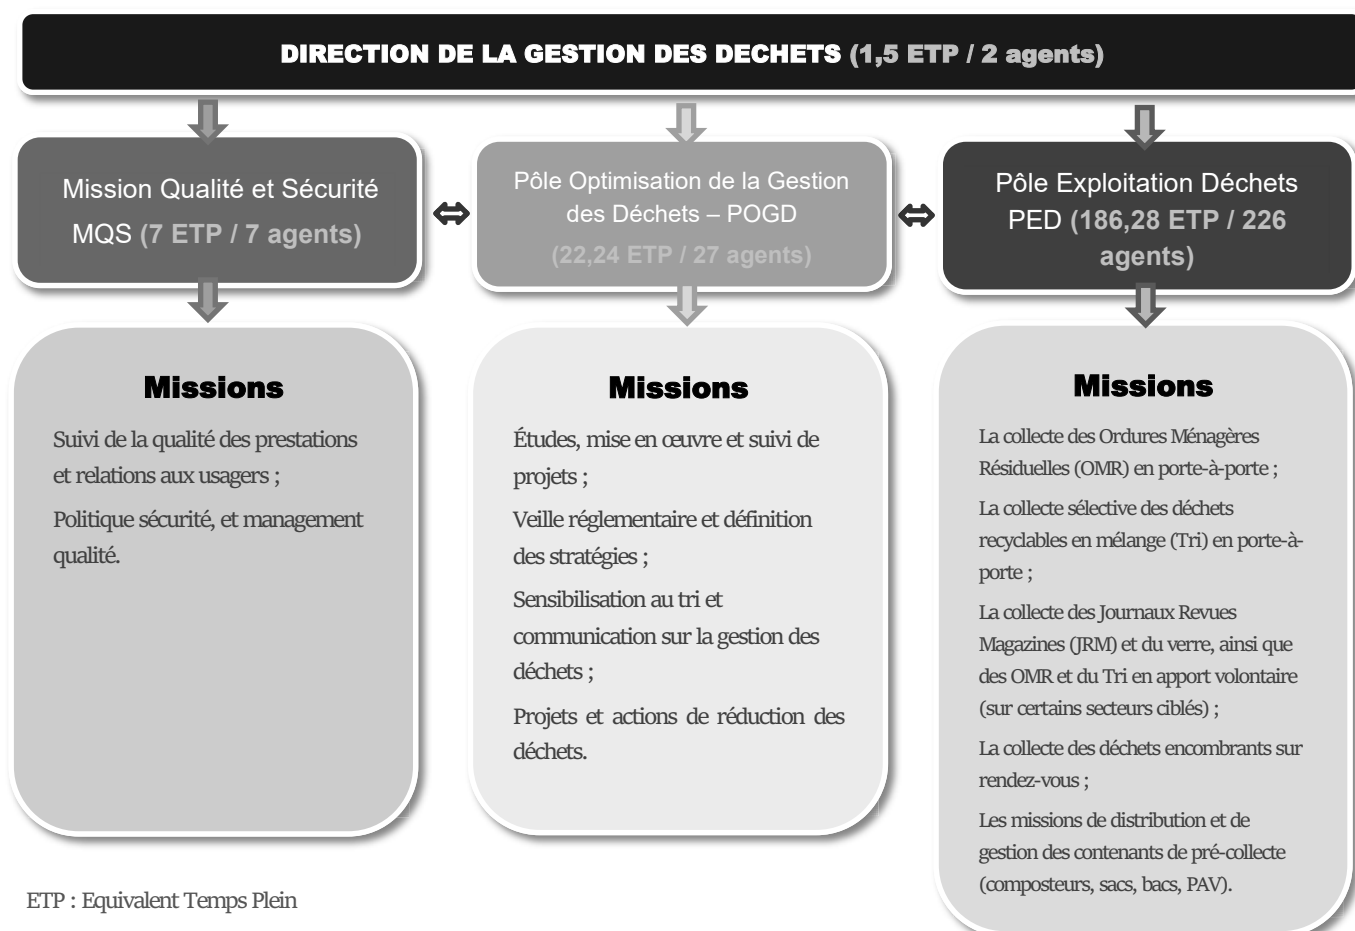 DIRECTION DE LA GESTION DES DECHETS (1,5 ETP / 2 agents)
Mission Qualité et Sécurité
MQS (7 ETP / 7 agents)
Pôle Optimisation de la Gestion
des Déchets – POGD
(22,24 ETP / 27 agents)
Pôle Exploitation Déchets
PED (186,28 ETP / 226
agents)
Missions
Suivi de la qualité des prestations
et relations aux usagers ;
Politique sécurité, et management
qualité.
Missions
Études, mise en œuvre et suivi de
projets ;
Veille réglementaire et définition
des stratégies ;
Sensibilisation au tri et
communication sur la gestion des
déchets ;
Projets et actions de réduction des
déchets.
Missions
La collecte des Ordures Ménagères
Résiduelles (OMR) en porte-à-porte ;
La collecte sélective des déchets
recyclables en mélange (Tri) en porte-à-
porte ;
La collecte des Journaux Revues
Magazines (JRM) et du verre, ainsi que
des OMR et du Tri en apport volontaire
(sur certains secteurs ciblés) ;
La collecte des déchets encombrants sur
rendez-vous ;
Les missions de distribution et de
gestion des contenants de pré-collecte
(composteurs, sacs, bacs, PAV).
ETP : Equivalent Temps Plein